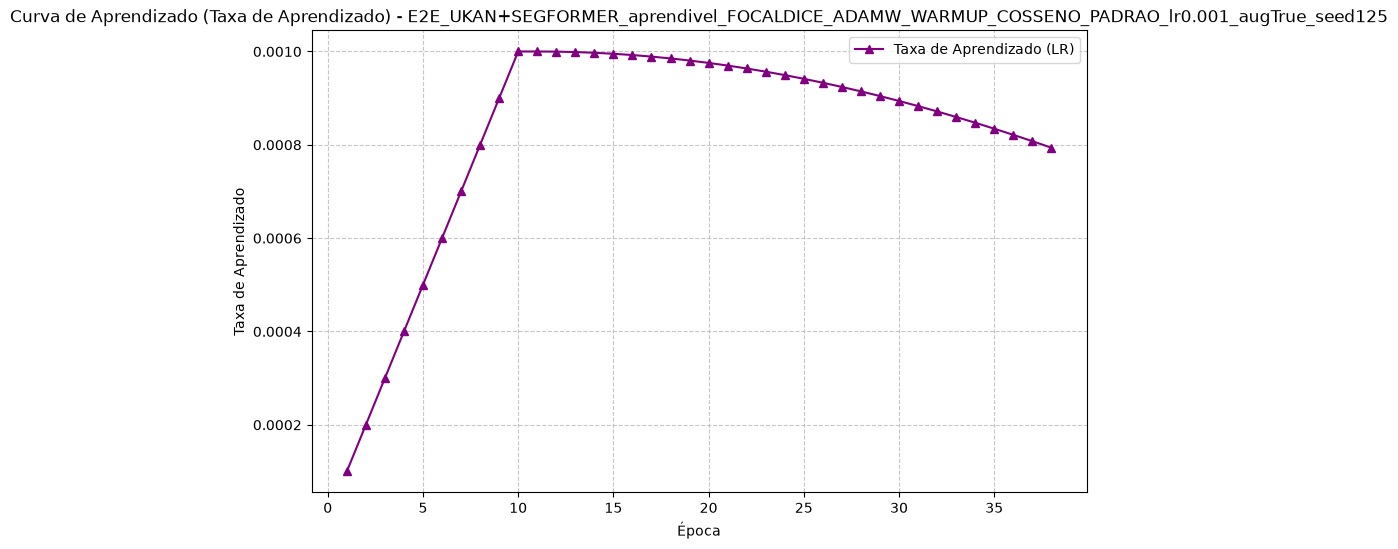 Curva de Aprendizado (Taxa de Aprendizado) - E2E_UKAN+SEGFORMER_aprendivel_FOCALDICE_ADAMW_WARMUP_COSSENO_PADRAO_lr0.001_augTrue_seed125
Taxa de Aprendizado (LR)
Taxa de Aprendizado
0.0010
0.0008
0.0006
0.0004
0.0002
0 5 10 15 20 25 30 35
Época